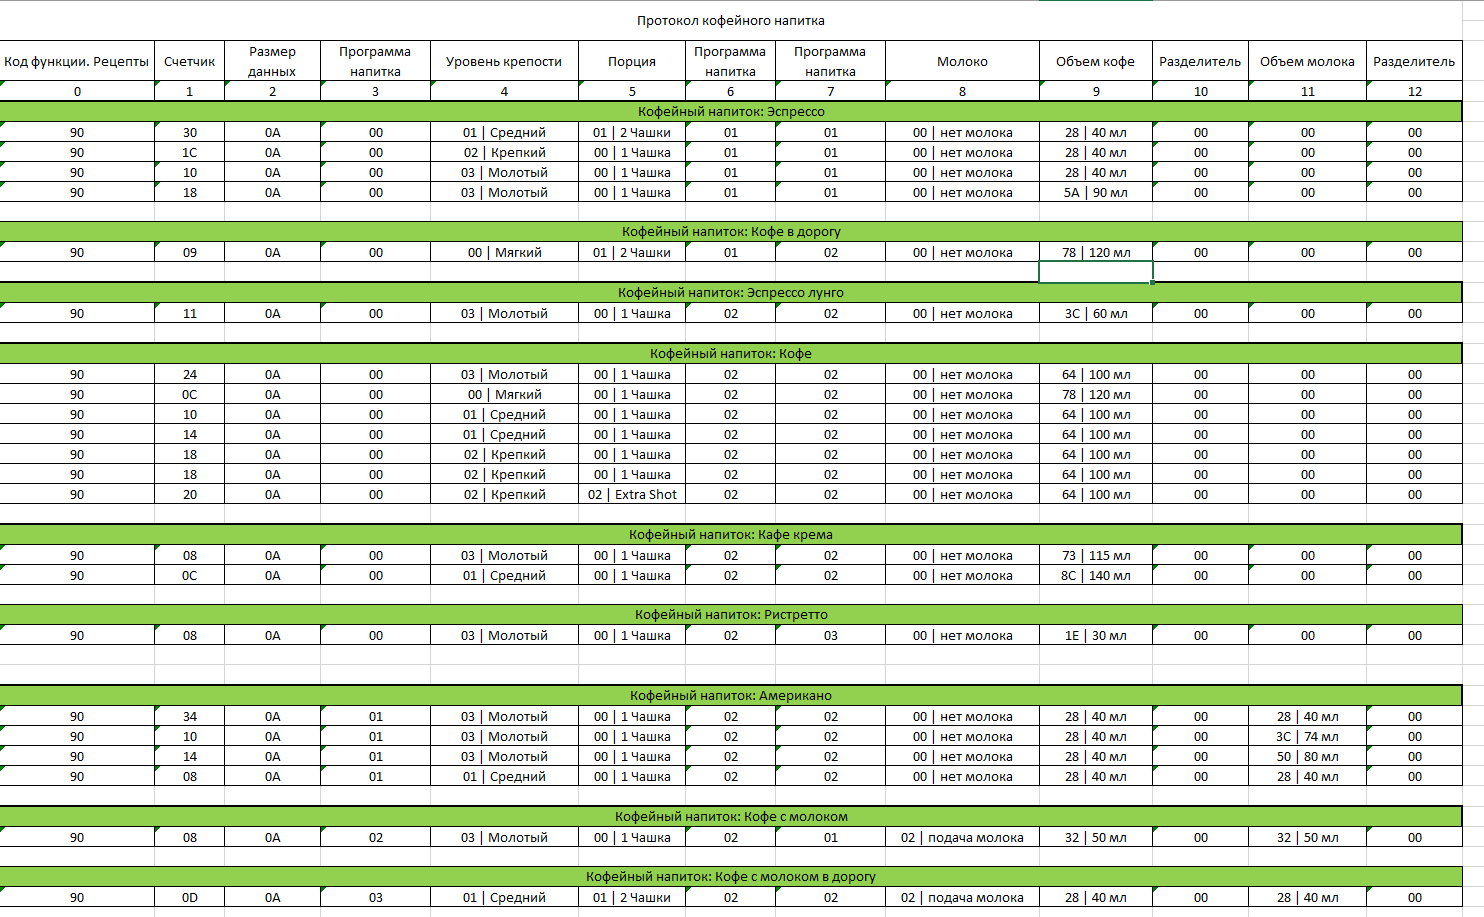 Протокол кофейного напитка
Код функции. Рецепты Счетчик Размер данных Программа напитка Уровень крепости Порция Программа напитка Программа напитка Молоко Объем кофе Разделитель Объем молока Разделитель
0 1 2 3 4 5 6 7 8 9 10 11 12
Кофейный напиток: Эспрессо
90 30 0A 00 01 | Средний 01 | 2 Чашки 01 01 00 | нет молока 28 | 40 мл 00 00 00
90 1C 0A 00 02 | Крепкий 00 | 1 Чашка 01 01 00 | нет молока 28 | 40 мл 00 00 00
90 10 0A 00 03 | Молотый 00 | 1 Чашка 01 01 00 | нет молока 28 | 40 мл 00 00 00
90 18 0A 00 03 | Молотый 00 | 1 Чашка 01 01 00 | нет молока 5A | 90 мл 00 00 00
Кофейный напиток: Кофе в дорогу
90 09 0A 00 00 | Мягкий 01 | 2 Чашки 01 02 00 | нет молока 78 | 120 мл 00 00 00
Кофейный напиток: Эспрессо лунго
90 11 0A 00 03 | Молотый 00 | 1 Чашка 02 02 00 | нет молока 3C | 60 мл 00 00 00
Кофейный напиток: Кофе
90 24 0A 00 03 | Молотый 00 | 1 Чашка 02 02 00 | нет молока 64 | 100 мл 00 00 00
90 0C 0A 00 00 | Мягкий 00 | 1 Чашка 02 02 00 | нет молока 78 | 120 мл 00 00 00
90 10 0A 00 01 | Средний 00 | 1 Чашка 02 02 00 | нет молока 64 | 100 мл 00 00 00
90 14 0A 00 01 | Средний 00 | 1 Чашка 02 02 00 | нет молока 64 | 100 мл 00 00 00
90 18 0A 00 02 | Крепкий 00 | 1 Чашка 02 02 00 | нет молока 64 | 100 мл 00 00 00
90 18 0A 00 02 | Крепкий 00 | 1 Чашка 02 02 00 | нет молока 64 | 100 мл 00 00 00
90 20 0A 00 02 | Крепкий 02 | Extra Shot 02 02 00 | нет молока 64 | 100 мл 00 00 00
Кофейный напиток: Кафе крема
90 08 0A 00 03 | Молотый 00 | 1 Чашка 02 02 00 | нет молока 73 | 115 мл 00 00 00
90 0C 0A 00 01 | Средний 00 | 1 Чашка 02 02 00 | нет молока 8C | 140 мл 00 00 00
Кофейный напиток: Ристретто
90 08 0A 00 03 | Молотый 00 | 1 Чашка 02 03 00 | нет молока 1E | 30 мл 00 00 00
Кофейный напиток: Американо
90 34 0A 01 03 | Молотый 00 | 1 Чашка 02 02 00 | нет молока 28 | 40 мл 00 28 | 40 мл 00
90 10 0A 01 03 | Молотый 00 | 1 Чашка 02 02 00 | нет молока 28 | 40 мл 00 3C | 74 мл 00
90 14 0A 01 03 | Молотый 00 | 1 Чашка 02 02 00 | нет молока 28 | 40 мл 00 50 | 80 мл 00
90 08 0A 01 01 | Средний 00 | 1 Чашка 02 02 00 | нет молока 28 | 40 мл 00 28 | 40 мл 00
Кофейный напиток: Кофе с молоком
90 08 0A 02 03 | Молотый 00 | 1 Чашка 02 01 02 | подача молока 32 | 50 мл 00 32 | 50 мл 00
Кофейный напиток: Кофе с молоком в дорогу
90 0D 0A 03 01 | Средний 01 | 2 Чашки 02 02 02 | подача молока 28 | 40 мл 00 28 | 40 мл 00